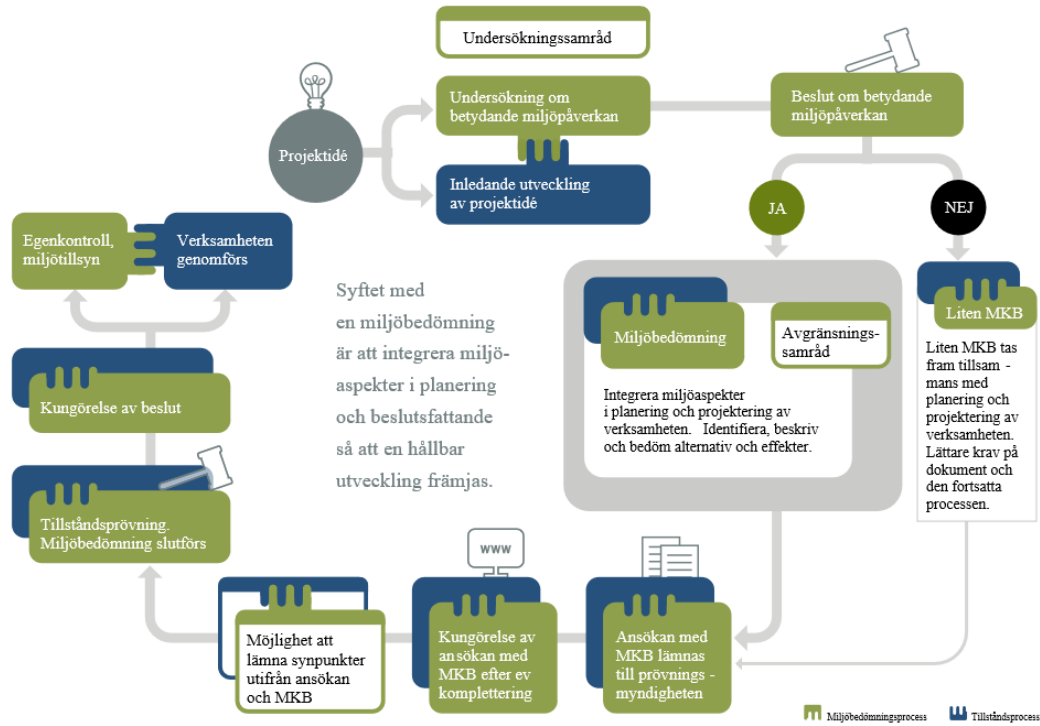 Undersökningssamråd
Projektidé
Undersökning om
betydande miljöpåverkan
Inledande utveckling
av projektidé
Beslut om betydande
miljöpåverkan
JA
NEJ
Egenkontroll,
miljötillsyn
Verksamheten
genomförs
Syftet med
en miljöbedömning
är att integrera miljö-
aspekter i planering
och beslutsfattande
så att en hållbar
utveckling främjas.
Miljöbedömning
Avgränsnings-
samråd
Integrera miljöaspekter
i planering och projektering av
verksamheten. Identifiera, beskriv
och bedöm alternativ och effekter.
Liten MKB
Liten MKB tas
fram tillsam -
mans med
planering och
projektering av
verksamheten.
Lättare krav på
dokument och
den fortsatta
processen.
Kungörelse av beslut
Tillståndsprövning.
Miljöbedömning slutförs
Möjlighet att
lämna synpunkter
utifrån ansökan
och MKB
www
Kungörelse av
ansökan med
MKB efter ev
komplettering
Ansökan med
MKB lämnas
till prövnings -
myndigheten
Miljöbedömningsprocess
Tillståndsprocess